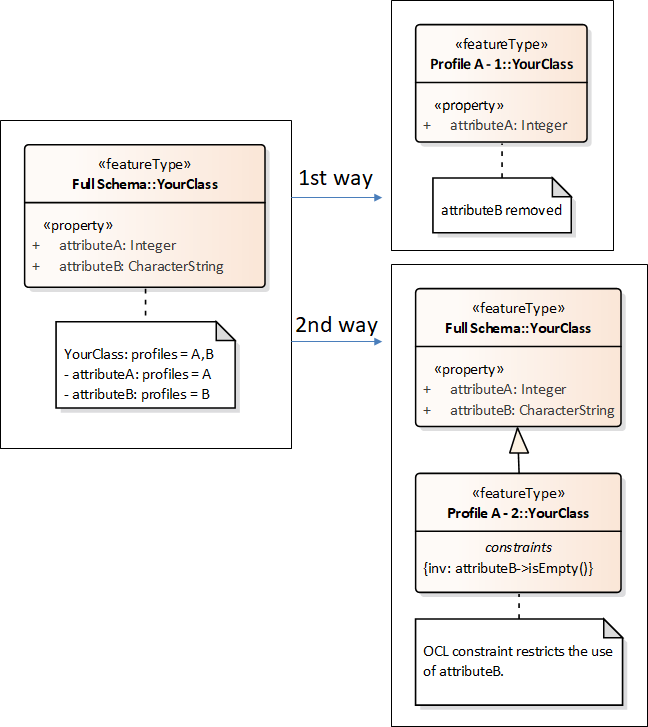 «featureType»
Full Schema::YourClass
«property»
+ attributeA: Integer
+ attributeB: CharacterString
YourClass: profiles = A,B
- attributeA: profiles = A
- attributeB: profiles = B
1st way
«featureType»
Profile A - 1::YourClass
«property»
+ attributeA: Integer
attributeB removed
2nd way
«featureType»
Full Schema::YourClass
«property»
+ attributeA: Integer
+ attributeB: CharacterString
«featureType»
Profile A - 2::YourClass
constraints
{inv: attributeB->isEmpty()}
OCL constraint restricts the use
of attributeB.